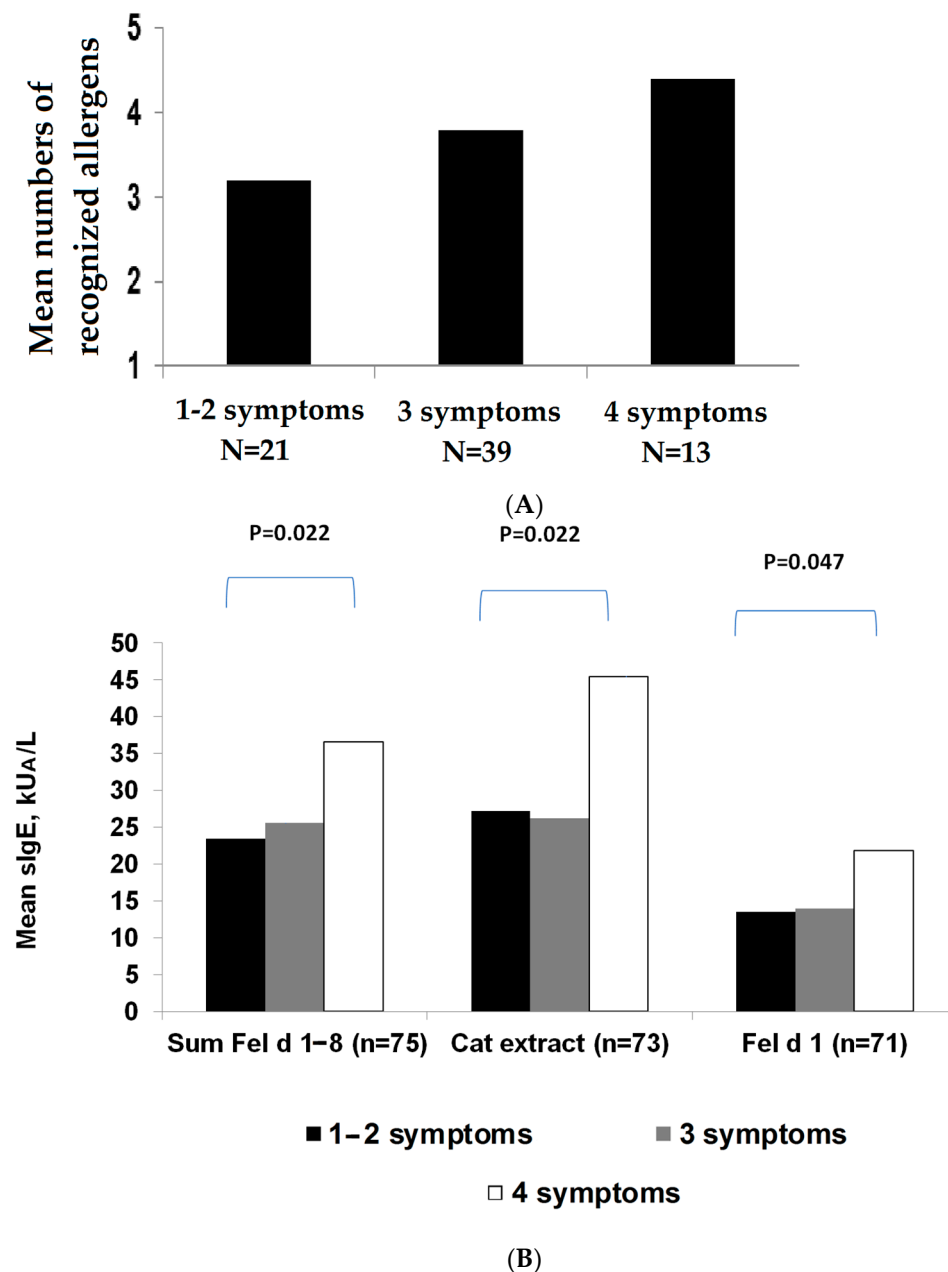 Mean numbers of
recognized allergens
5
4
3
2
1
1-2 symptoms
N=21
3 symptoms
N=39
4 symptoms
N=13
(A)
P=0.022
P=0.022
P=0.047
Mean sIgE, kUA/L
50
45
40
35
30
25
20
15
10
5
0
Sum Fel d 1–8 (n=75)
Cat extract (n=73)
Fel d 1 (n=71)
1–2 symptoms
3 symptoms
4 symptoms
(B)